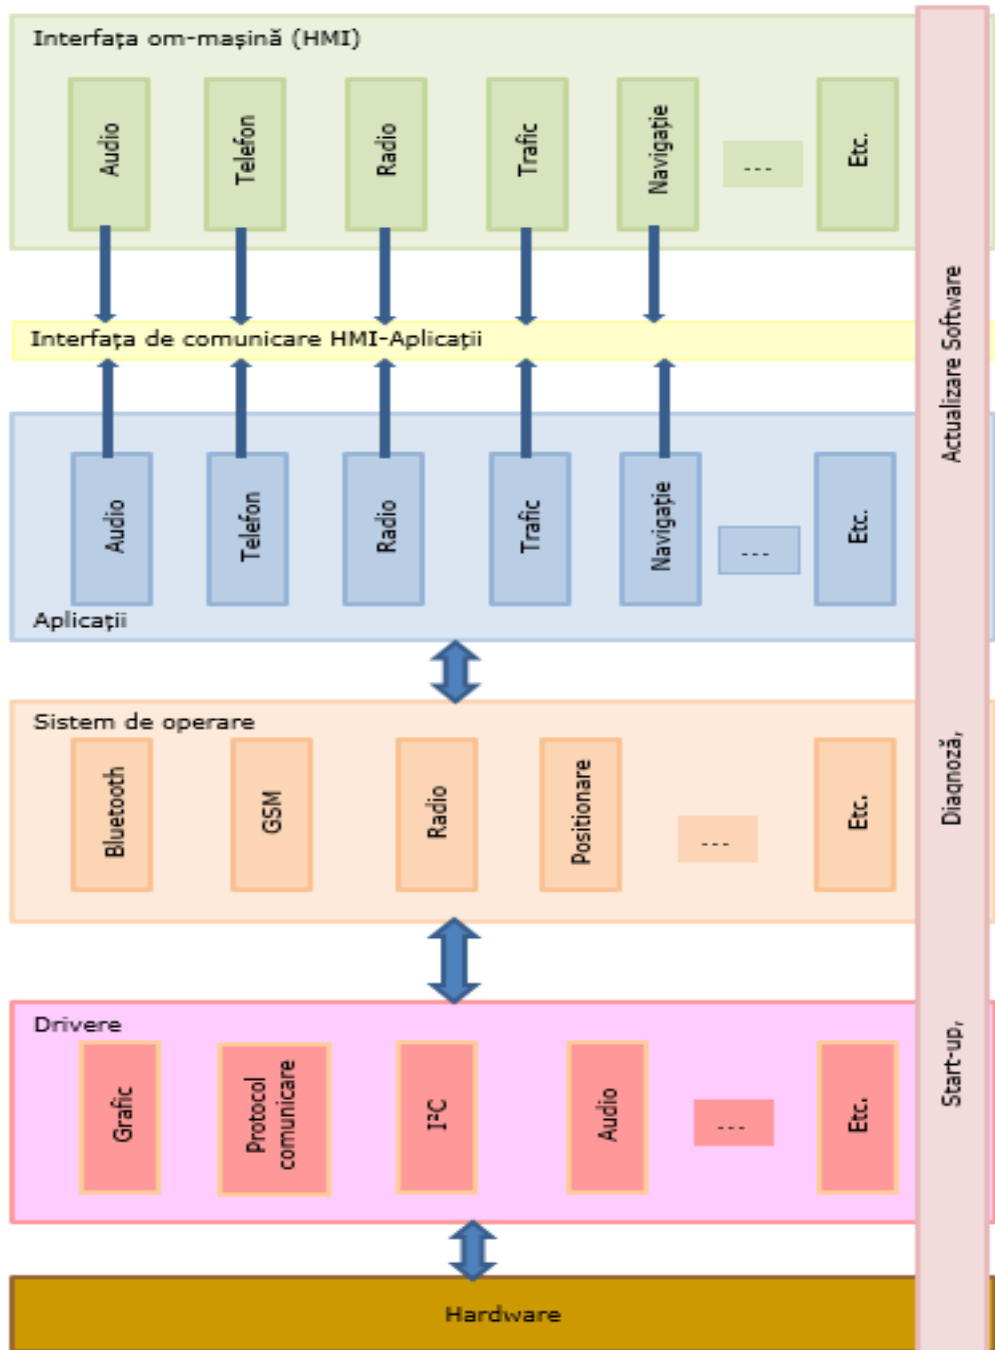 Interfața om-mașină (HMI)
Audio
Telefon
Radio
Trafic
Navigație
---
Etc.
Interfața de comunicare HMI-Aplicații
Audio
Telefon
Radio
Trafic
Navigație
---
Etc.
Aplicații
Sistem de operare
Bluetooth
GSM
Radio
Positionare
---
Etc.
Drivere
Grafic
Protocol
comunicare
I²C
Audio
---
Etc.
Hardware
Start-up, Diagnoză, Actualizare Software